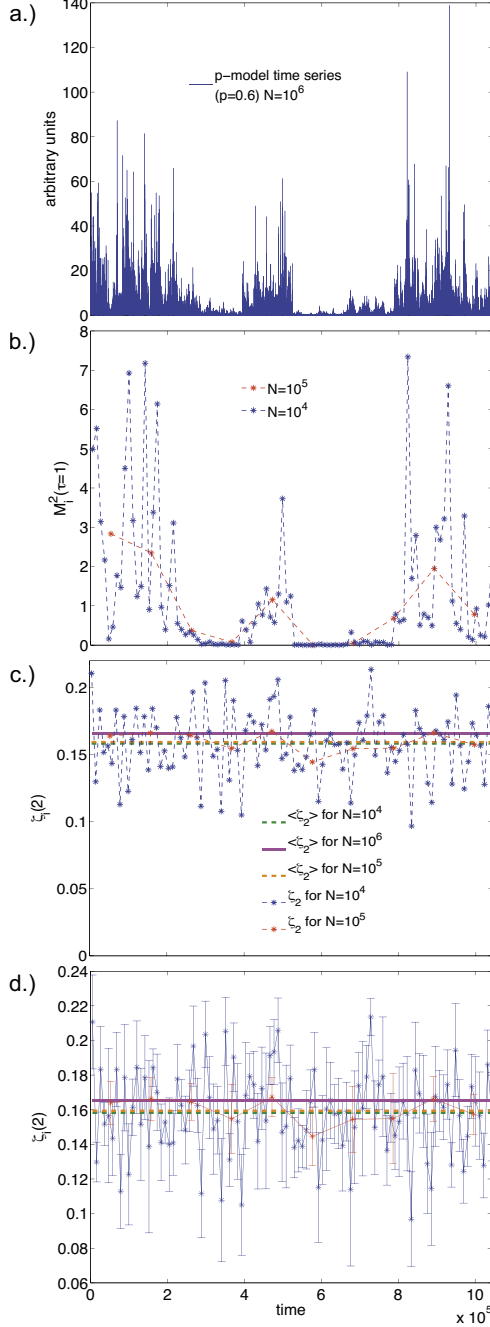 a.)
140
120
100
80
60
40
20
0
arbitrary units
p-model time series
(p=0.6) N=10^6
b.)
8
7
6
5
4
3
2
1
0
M_i^2(τ=1)
N=10^5
N=10^4
c.)
0.2
0.15
0.1
0.05
0
ζ_i(2)
<ζ_2> for N=10^4
<ζ_2> for N=10^6
<ζ_2> for N=10^5
ζ_2 for N=10^4
ζ_2 for N=10^5
d.)
0.24
0.22
0.20
0.18
0.16
0.14
0.12
0.1
0.08
0.06
ζ_i(2)
0 2 4 6 8 10
time
x 10^5